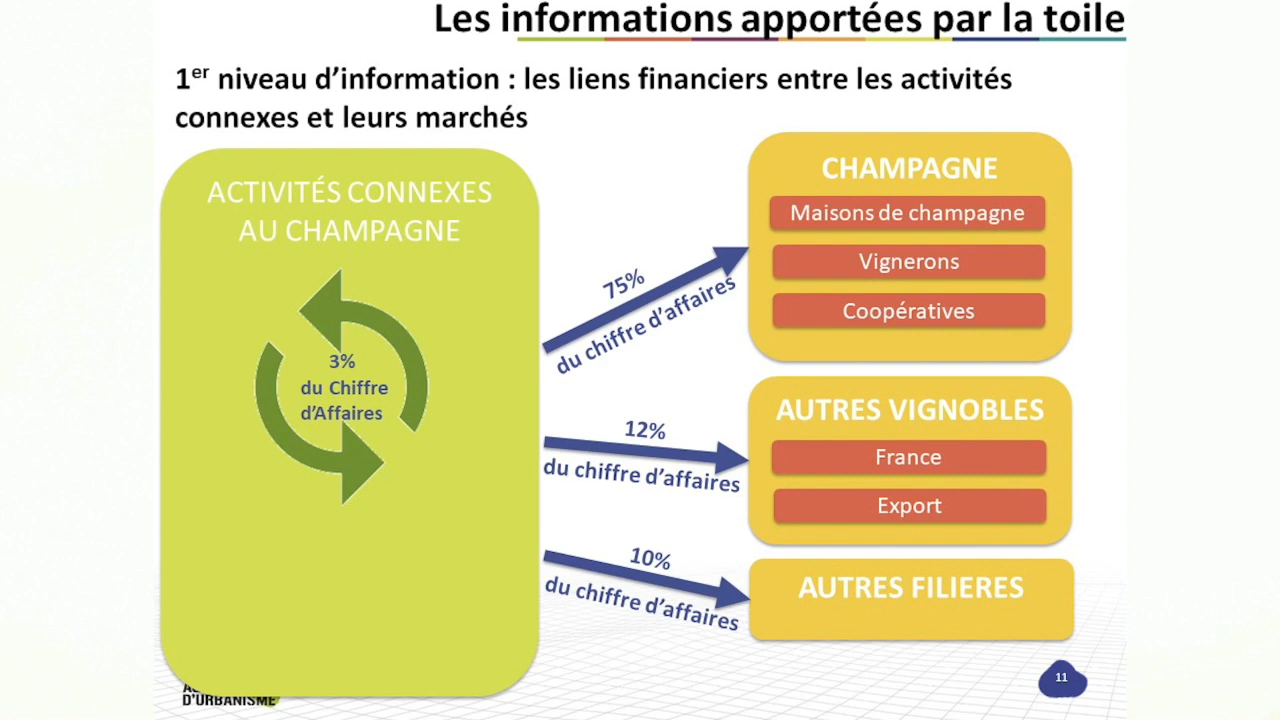 Les informations apportées par la toile
1er niveau d’information : les liens financiers entre les activités
connexes et leurs marchés
ACTIVITÉS CONNEXES
AU CHAMPAGNE
3%
du Chiffre
d’Affaires
75%
du chiffre d’affaires
12%
du chiffre d’affaires
10%
du chiffre d’affaires
CHAMPAGNE
Maisons de champagne
Vignerons
Coopératives
AUTRES VIGNOBLES
France
Export
AUTRES FILIERES
D’URBANISME
11